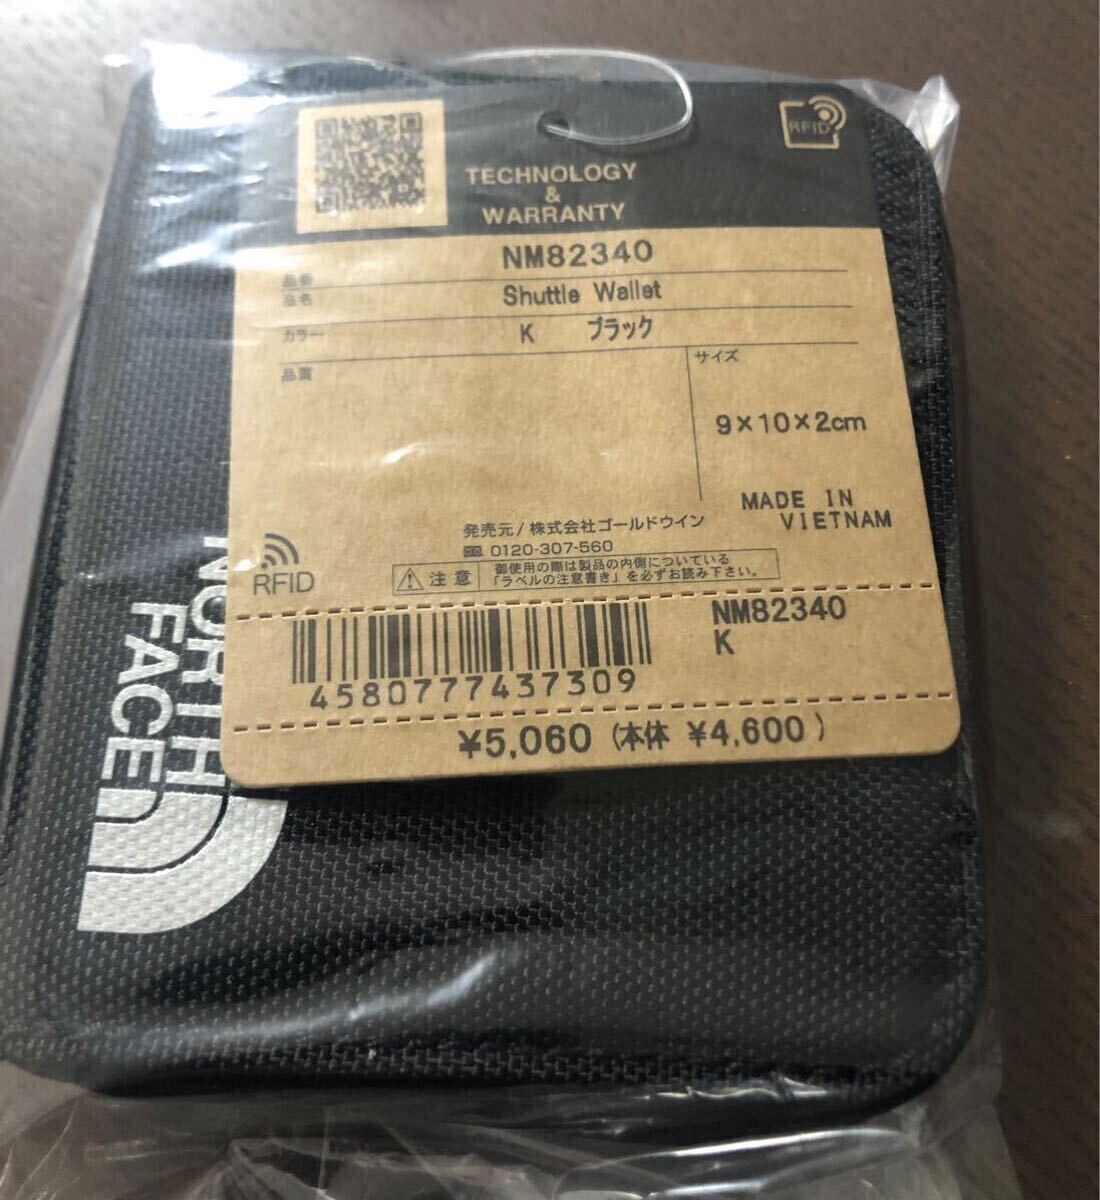 RFID
TECHNOLOGY
&
WARRANTY
品番 NM82340
品名 Shuttle Wallet
カラー K ブラック
品質
サイズ
9×10×2cm
MADE IN
VIETNAM
発売元/株式会社ゴールドウイン
0120-307-560
RFID
注意 御使用の際は製品の内側についている
「ラベルの注意書き」を必ずお読み下さい。
NM82340
K
4580777437309
¥5,060 (本体 ¥4,600)
NORTH
FACE